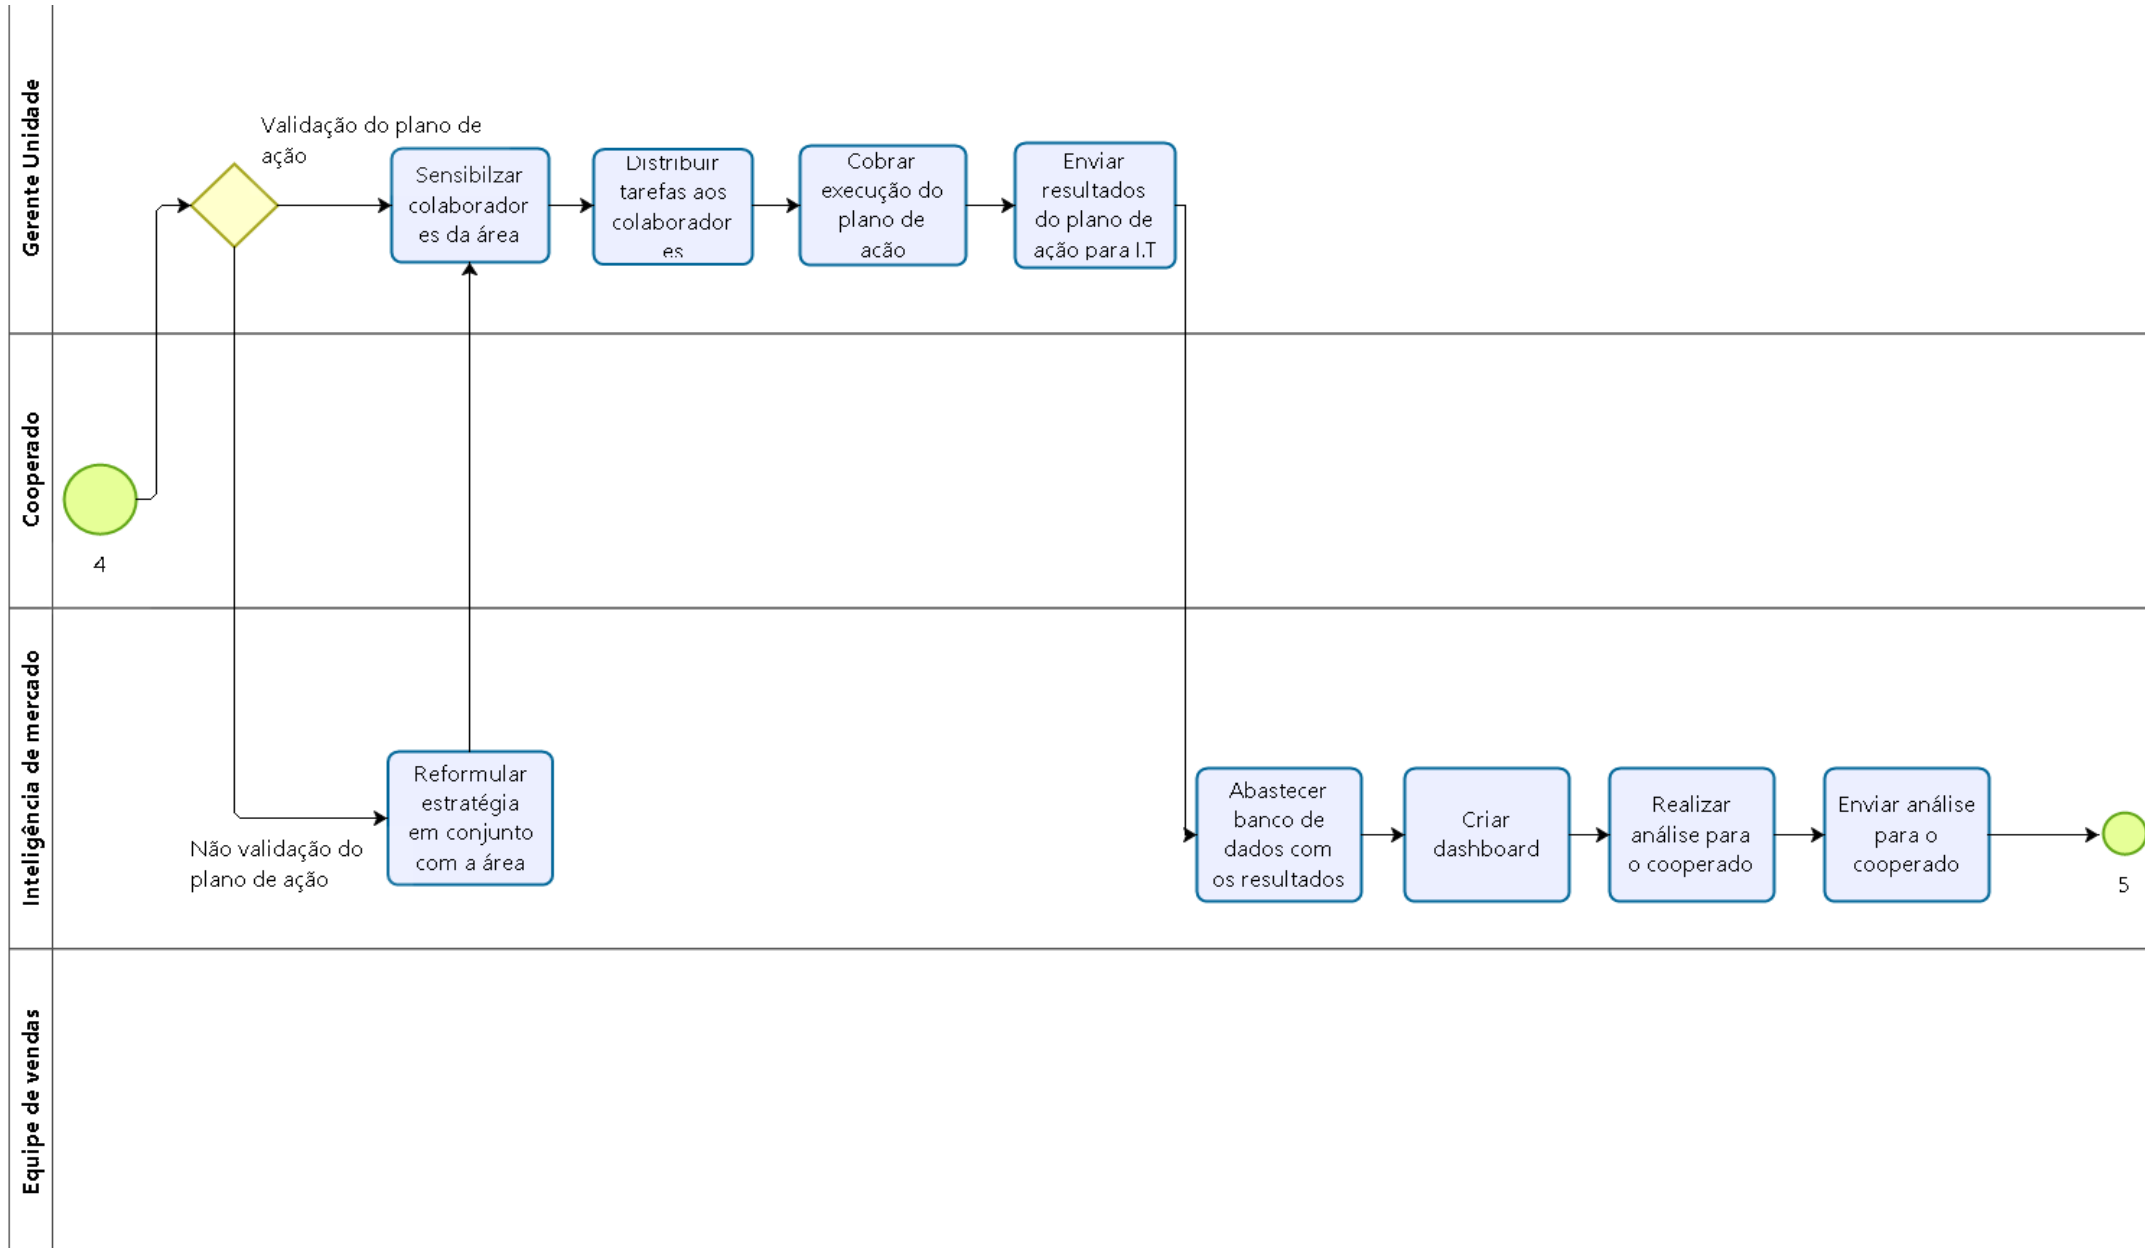 Gerente Unidade
Validação do plano de
ação
Sensibilzar
colaborador
es da área
Distribuir
tarefas aos
colaborador
es
Cobrar
execução do
plano de
ação
Enviar
resultados
do plano de
ação para I.T
Cooperado
4
Inteligência de mercado
Não validação do
plano de ação
Reformular
estratégia
em conjunto
com a área
Abastecer
banco de
dados com
os resultados
Criar
dashboard
Realizar
análise para
o cooperado
Enviar análise
para o
cooperado
5
Equipe de vendas